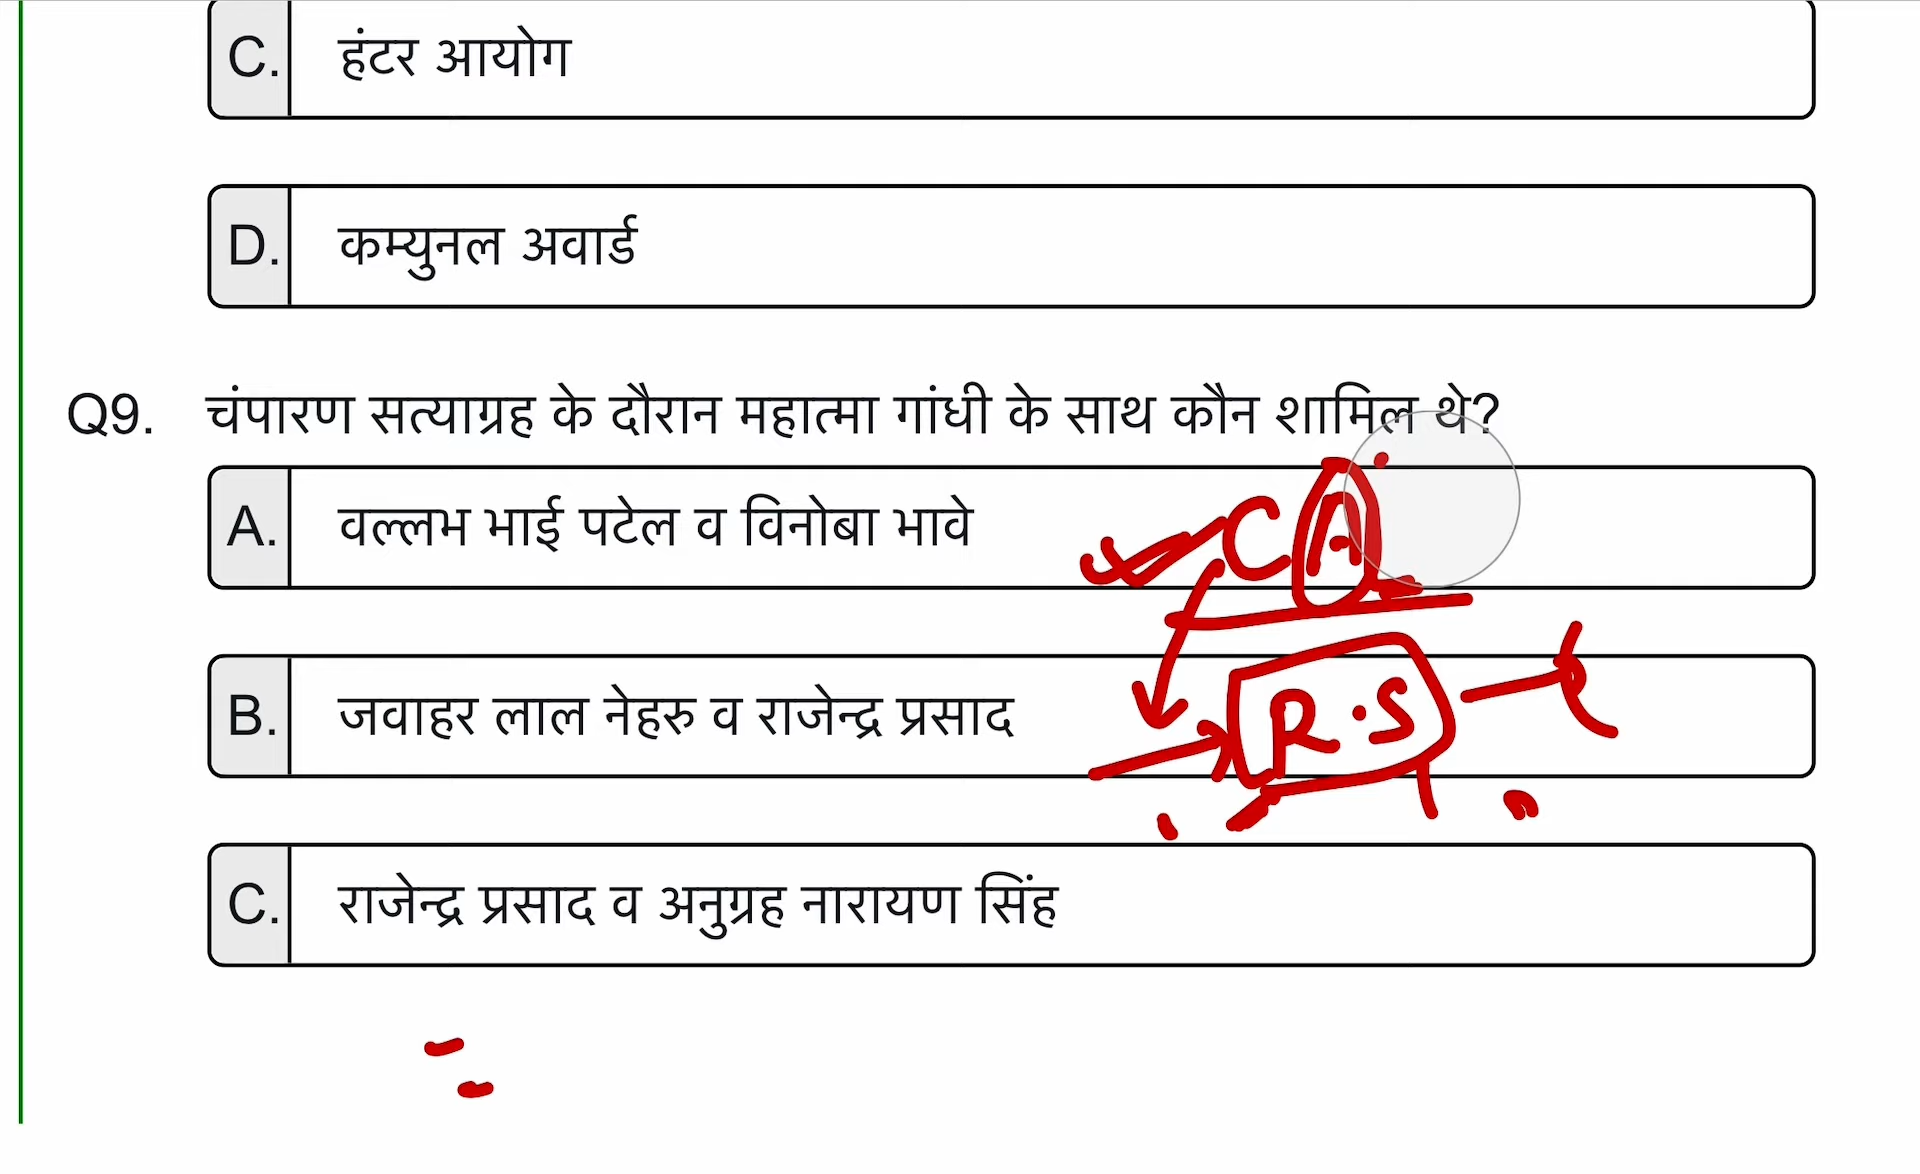 C. हंटर आयोग
D. कम्युनल अवार्ड
Q9. चंपारण सत्याग्रह के दौरान महात्मा गांधी के साथ कौन शामिल थे?
A. वल्लभ भाई पटेल व विनोबा भावे
CA
B. जवाहर लाल नेहरु व राजेन्द्र प्रसाद
R.S
C. राजेन्द्र प्रसाद व अनुग्रह नारायण सिंह